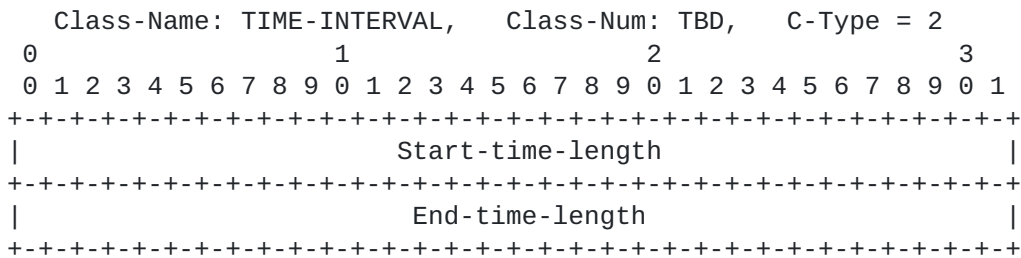 Class-Name: TIME-INTERVAL,   Class-Num: TBD,   C-Type = 2
 0                   1                   2                   3
 0 1 2 3 4 5 6 7 8 9 0 1 2 3 4 5 6 7 8 9 0 1 2 3 4 5 6 7 8 9 0 1
+-+-+-+-+-+-+-+-+-+-+-+-+-+-+-+-+-+-+-+-+-+-+-+-+-+-+-+-+-+-+-+-+
|                        Start-time-length                      |
+-+-+-+-+-+-+-+-+-+-+-+-+-+-+-+-+-+-+-+-+-+-+-+-+-+-+-+-+-+-+-+-+
|                         End-time-length                       |
+-+-+-+-+-+-+-+-+-+-+-+-+-+-+-+-+-+-+-+-+-+-+-+-+-+-+-+-+-+-+-+-+